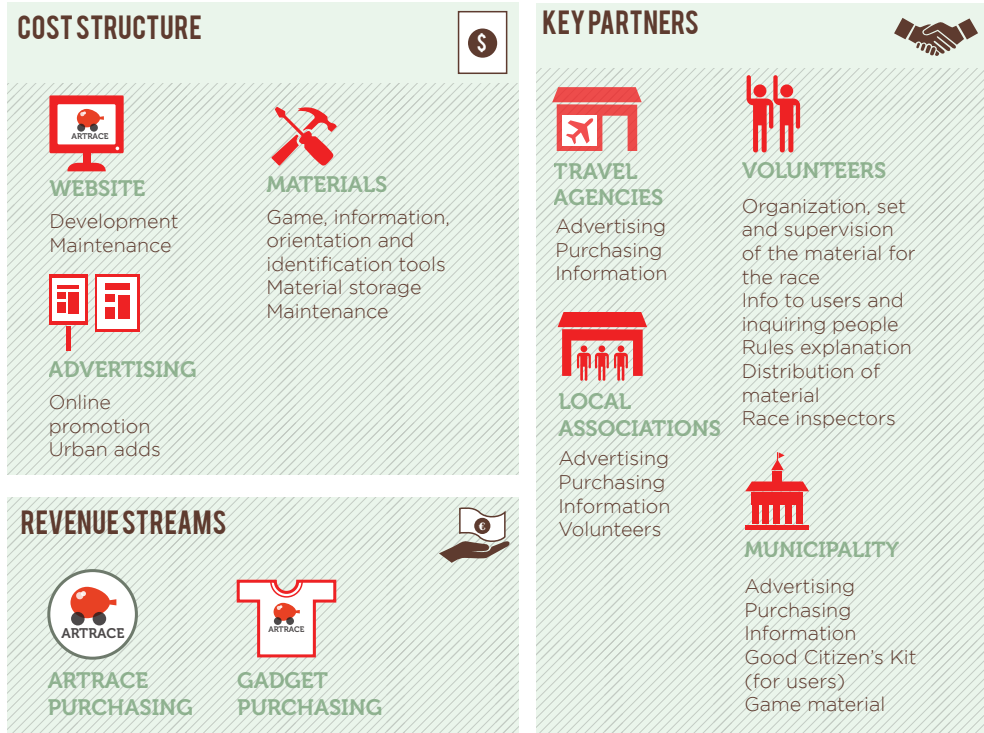 COST STRUCTURE
$
ARTRACE
WEBSITE
Development
Maintenance
MATERIALS
Game, information,
orientation and
identification tools
Material storage
Maintenance
ADVERTISING
Online
promotion
Urban adds
REVENUE STREAMS
€
ARTRACE
ARTRACE
PURCHASING
ARTRACE
GADGET
PURCHASING
KEY PARTNERS
TRAVEL
AGENCIES
Advertising
Purchasing
Information
LOCAL
ASSOCIATIONS
Advertising
Purchasing
Information
Volunteers
VOLUNTEERS
Organization, set
and supervision
of the material for
the race
Info to users and
inquiring people
Rules explanation
Distribution of
material
Race inspectors
MUNICIPALITY
Advertising
Purchasing
Information
Good Citizen's Kit
(for users)
Game material